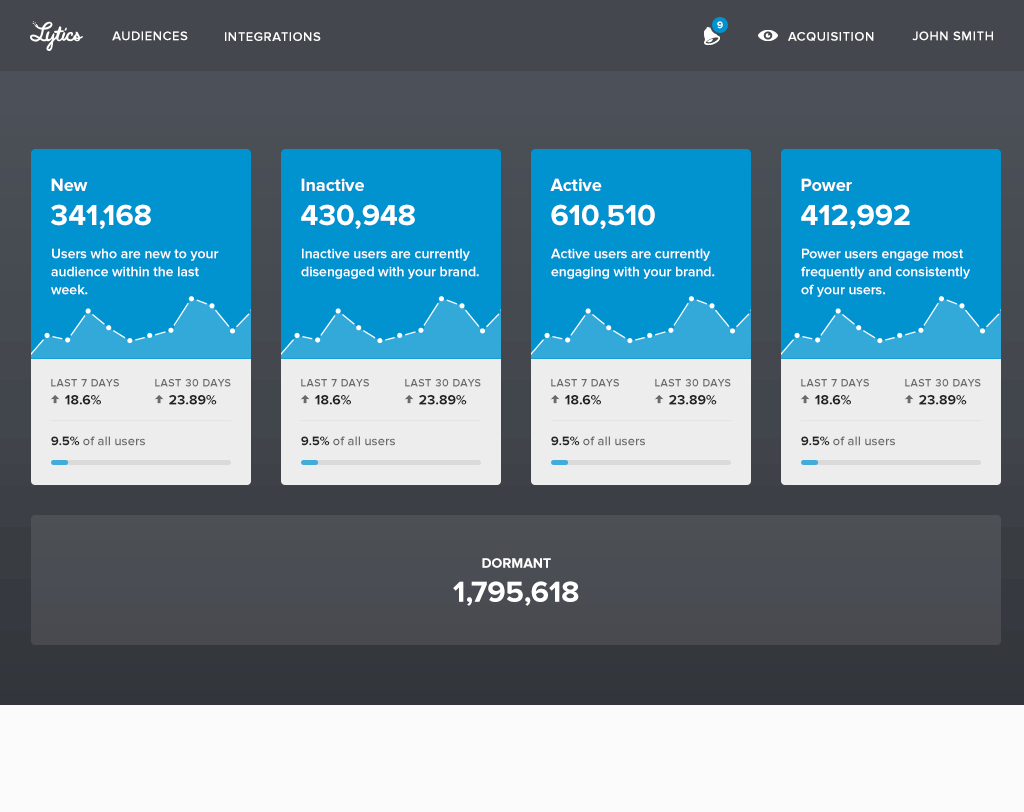 Lytics
AUDIENCES
INTEGRATIONS
9
ACQUISITION
JOHN SMITH
New
341,168
Users who are new to your
audience within the last
week.
LAST 7 DAYS
LAST 30 DAYS
18.6%
23.89%
9.5% of all users
Inactive
430,948
Inactive users are currently
disengaged with your brand.
LAST 7 DAYS
LAST 30 DAYS
18.6%
23.89%
9.5% of all users
Active
610,510
Active users are currently
engaging with your brand.
LAST 7 DAYS
LAST 30 DAYS
18.6%
23.89%
9.5% of all users
Power
412,992
Power users engage most
frequently and consistently
of your users.
LAST 7 DAYS
LAST 30 DAYS
18.6%
23.89%
9.5% of all users
DORMANT
1,795,618